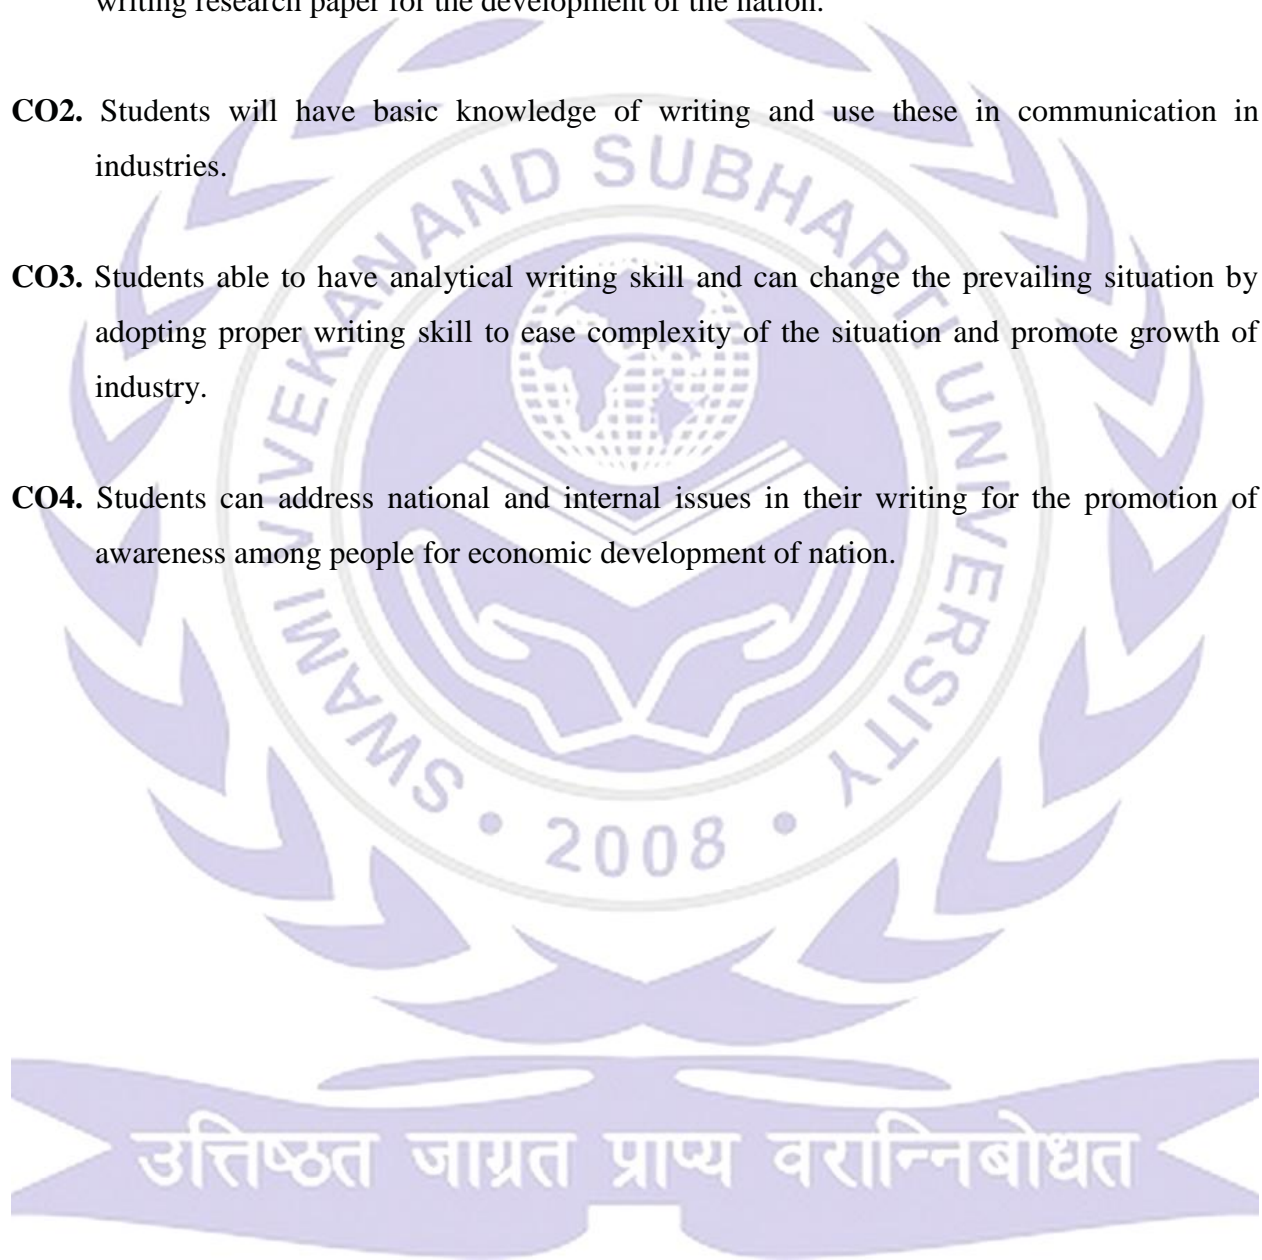 writing research paper for the development of the nation.
CO2. Students will have basic knowledge of writing and use these in communication in
industries.
CO3. Students able to have analytical writing skill and can change the prevailing situation by
adopting proper writing skill to ease complexity of the situation and promote growth of
industry.
CO4. Students can address national and internal issues in their writing for the promotion of
awareness among people for economic development of nation.
SWAMI VIVEKANAND SUBHARTI UNIVERSITY
• 2008 •
उत्तिष्ठत जाग्रत प्राप्य वरान्निबोधत